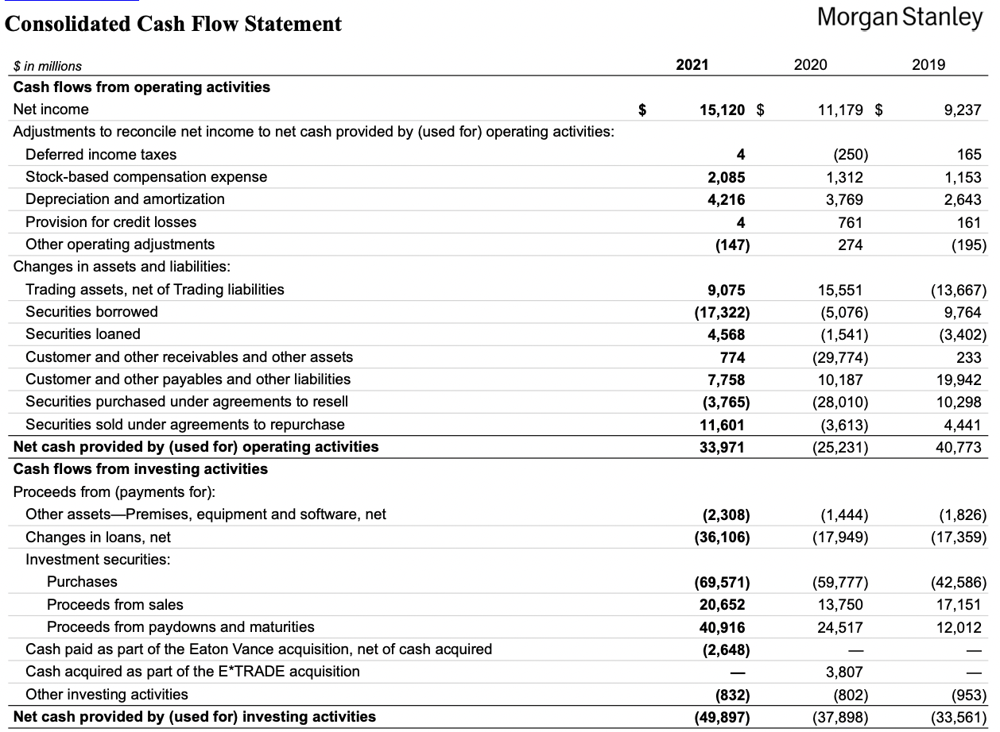 Consolidated Cash Flow Statement Morgan Stanley
$ in millions 2021 2020 2019
Cash flows from operating activities
Net income $ 15,120 $ 11,179 $ 9,237
Adjustments to reconcile net income to net cash provided by (used for) operating activities:
Deferred income taxes 4 (250) 165
Stock-based compensation expense 2,085 1,312 1,153
Depreciation and amortization 4,216 3,769 2,643
Provision for credit losses 4 761 161
Other operating adjustments (147) 274 (195)
Changes in assets and liabilities:
Trading assets, net of Trading liabilities 9,075 15,551 (13,667)
Securities borrowed (17,322) (5,076) 9,764
Securities loaned 4,568 (1,541) (3,402)
Customer and other receivables and other assets 774 (29,774) 233
Customer and other payables and other liabilities 7,758 10,187 19,942
Securities purchased under agreements to resell (3,765) (28,010) 10,298
Securities sold under agreements to repurchase 11,601 (3,613) 4,441
Net cash provided by (used for) operating activities 33,971 (25,231) 40,773
Cash flows from investing activities
Proceeds from (payments for):
Other assets—Premises, equipment and software, net (2,308) (1,444) (1,826)
Changes in loans, net (36,106) (17,949) (17,359)
Investment securities:
Purchases (69,571) (59,777) (42,586)
Proceeds from sales 20,652 13,750 17,151
Proceeds from paydowns and maturities 40,916 24,517 12,012
Cash paid as part of the Eaton Vance acquisition, net of cash acquired (2,648) — —
Cash acquired as part of the E*TRADE acquisition — 3,807 —
Other investing activities (832) (802) (953)
Net cash provided by (used for) investing activities (49,897) (37,898) (33,561)